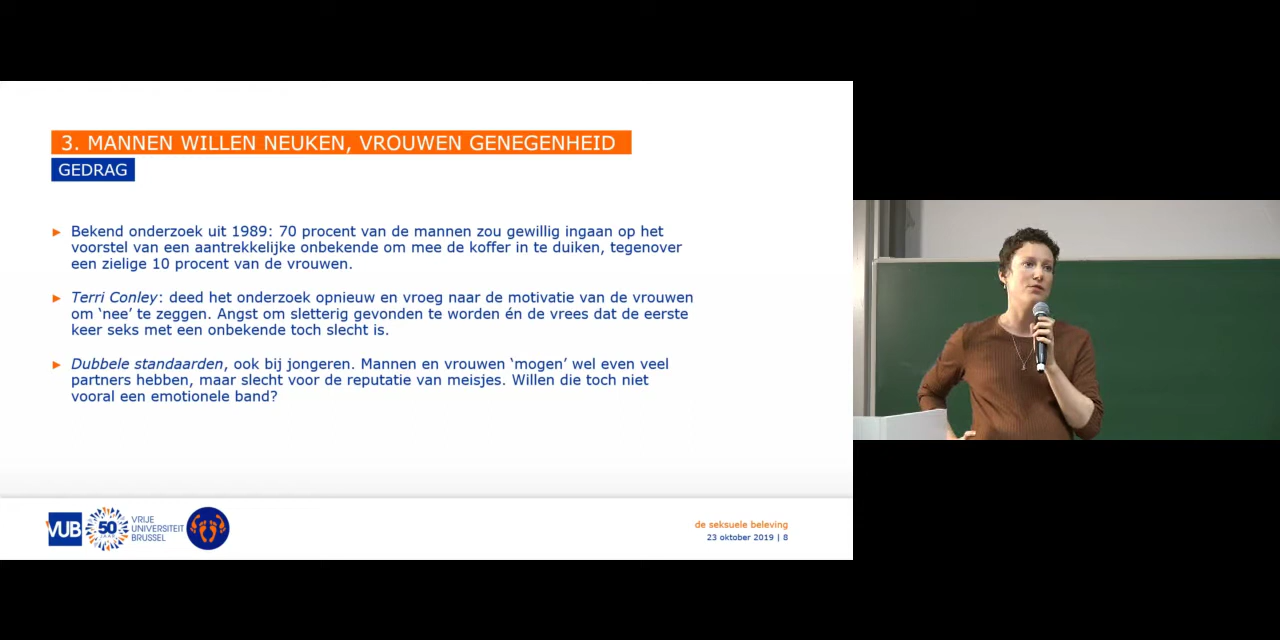 3. MANNEN WILLEN NEUKEN, VROUWEN GENEGENHEID
GEDRAG
► Bekend onderzoek uit 1989: 70 procent van de mannen zou gewillig ingaan op het
voorstel van een aantrekkelijke onbekende om mee de koffer in te duiken, tegenover
een zielige 10 procent van de vrouwen.
► Terri Conley: deed het onderzoek opnieuw en vroeg naar de motivatie van de vrouwen
om ‘nee’ te zeggen. Angst om sletterig gevonden te worden én de vrees dat de eerste
keer seks met een onbekende toch slecht is.
► Dubbele standaarden, ook bij jongeren. Mannen en vrouwen ‘mogen’ wel even veel
partners hebben, maar slecht voor de reputatie van meisjes. Willen die toch niet
vooral een emotionele band?
VUB
50
JAAR
VRIJE
UNIVERSITEIT
BRUSSEL
de seksuele beleving
23 oktober 2019 | 8